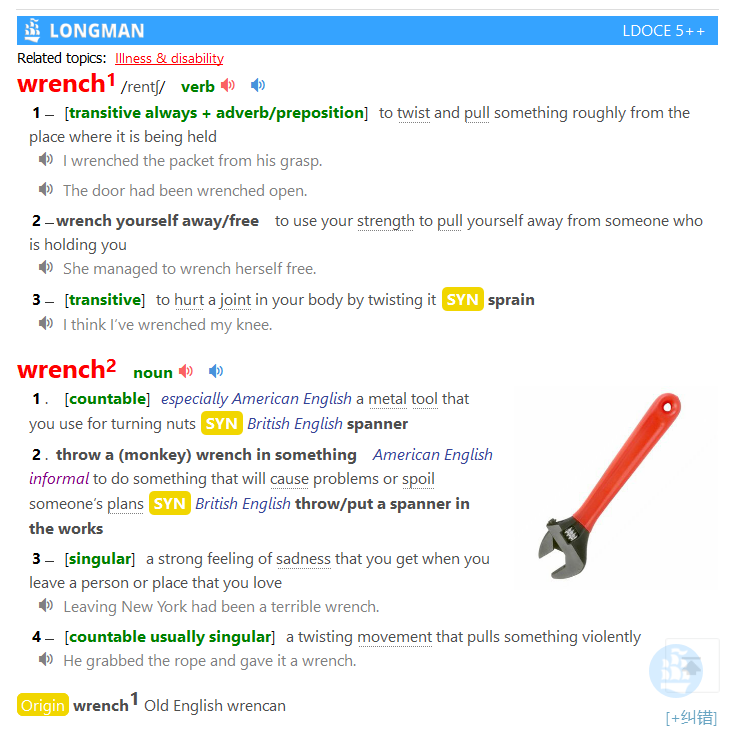 LONGMAN LDOCE 5++
Related topics: Illness & disability
wrench1 /rentʃ/ verb
1 – [transitive always + adverb/preposition] to twist and pull something roughly from the
place where it is being held
I wrenched the packet from his grasp.
The door had been wrenched open.
2 – wrench yourself away/free to use your strength to pull yourself away from someone who
is holding you
She managed to wrench herself free.
3 – [transitive] to hurt a joint in your body by twisting it SYN sprain
I think I’ve wrenched my knee.
wrench2 noun
1 . [countable] especially American English a metal tool that
you use for turning nuts SYN British English spanner
2 . throw a (monkey) wrench in something American English
informal to do something that will cause problems or spoil
someone’s plans SYN British English throw/put a spanner in
the works
3 – [singular] a strong feeling of sadness that you get when you
leave a person or place that you love
Leaving New York had been a terrible wrench.
4 – [countable usually singular] a twisting movement that pulls something violently
He grabbed the rope and gave it a wrench.
Origin wrench1 Old English wrencan
[+纠错]